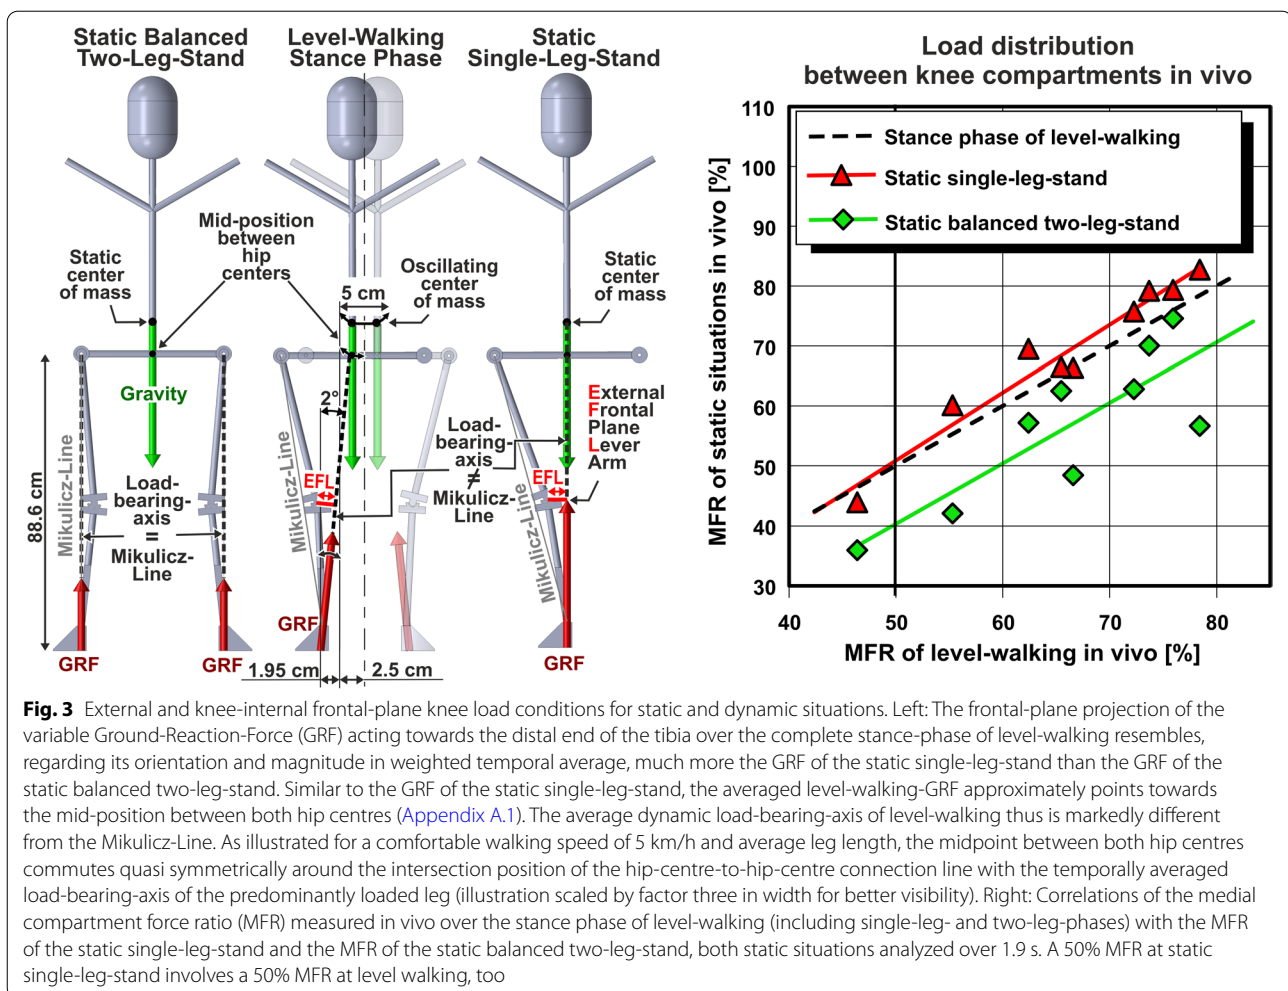 Static Balanced
Two-Leg-Stand
Level-Walking
Stance Phase
Static
Single-Leg-Stand
Mid-position
between
hip
centers
Static
center
of mass
5 cm
Oscillating
center
of mass
Static
center
of mass
Gravity
2°
External
Frontal
Plane
Lever
Arm
Mikulicz-Line
Mikulicz-Line
Load-
bearing-
axis
≠
Mikulicz-
Line
EFL
EFL
88.6 cm
Load-
bearing-
axis
=
Mikulicz-
Line
Mikulicz-Line
GRF
GRF
GRF
GRF
1.95 cm
2.5 cm
Load distribution
between knee compartments in vivo
MFR of static situations in vivo [%]
110
100
90
80
70
60
50
40
30
Stance phase of level-walking
Static single-leg-stand
Static balanced two-leg-stand
40 50 60 70 80
MFR of level-walking in vivo [%]
Fig. 3 External and knee-internal frontal-plane knee load conditions for static and dynamic situations. Left: The frontal-plane projection of the
variable Ground-Reaction-Force (GRF) acting towards the distal end of the tibia over the complete stance-phase of level-walking resembles,
regarding its orientation and magnitude in weighted temporal average, much more the GRF of the static single-leg-stand than the GRF of the
static balanced two-leg-stand. Similar to the GRF of the static single-leg-stand, the averaged level-walking-GRF approximately points towards
the mid-position between both hip centres (Appendix A.1). The average dynamic load-bearing-axis of level-walking thus is markedly different
from the Mikulicz-Line. As illustrated for a comfortable walking speed of 5 km/h and average leg length, the midpoint between both hip centres
commutes quasi symmetrically around the intersection position of the hip-centre-to-hip-centre connection line with the temporally averaged
load-bearing-axis of the predominantly loaded leg (illustration scaled by factor three in width for better visibility). Right: Correlations of the medial
compartment force ratio (MFR) measured in vivo over the stance phase of level-walking (including single-leg- and two-leg-phases) with the MFR
of the static single-leg-stand and the MFR of the static balanced two-leg-stand, both static situations analyzed over 1.9 s. A 50% MFR at static
single-leg-stand involves a 50% MFR at level walking, too